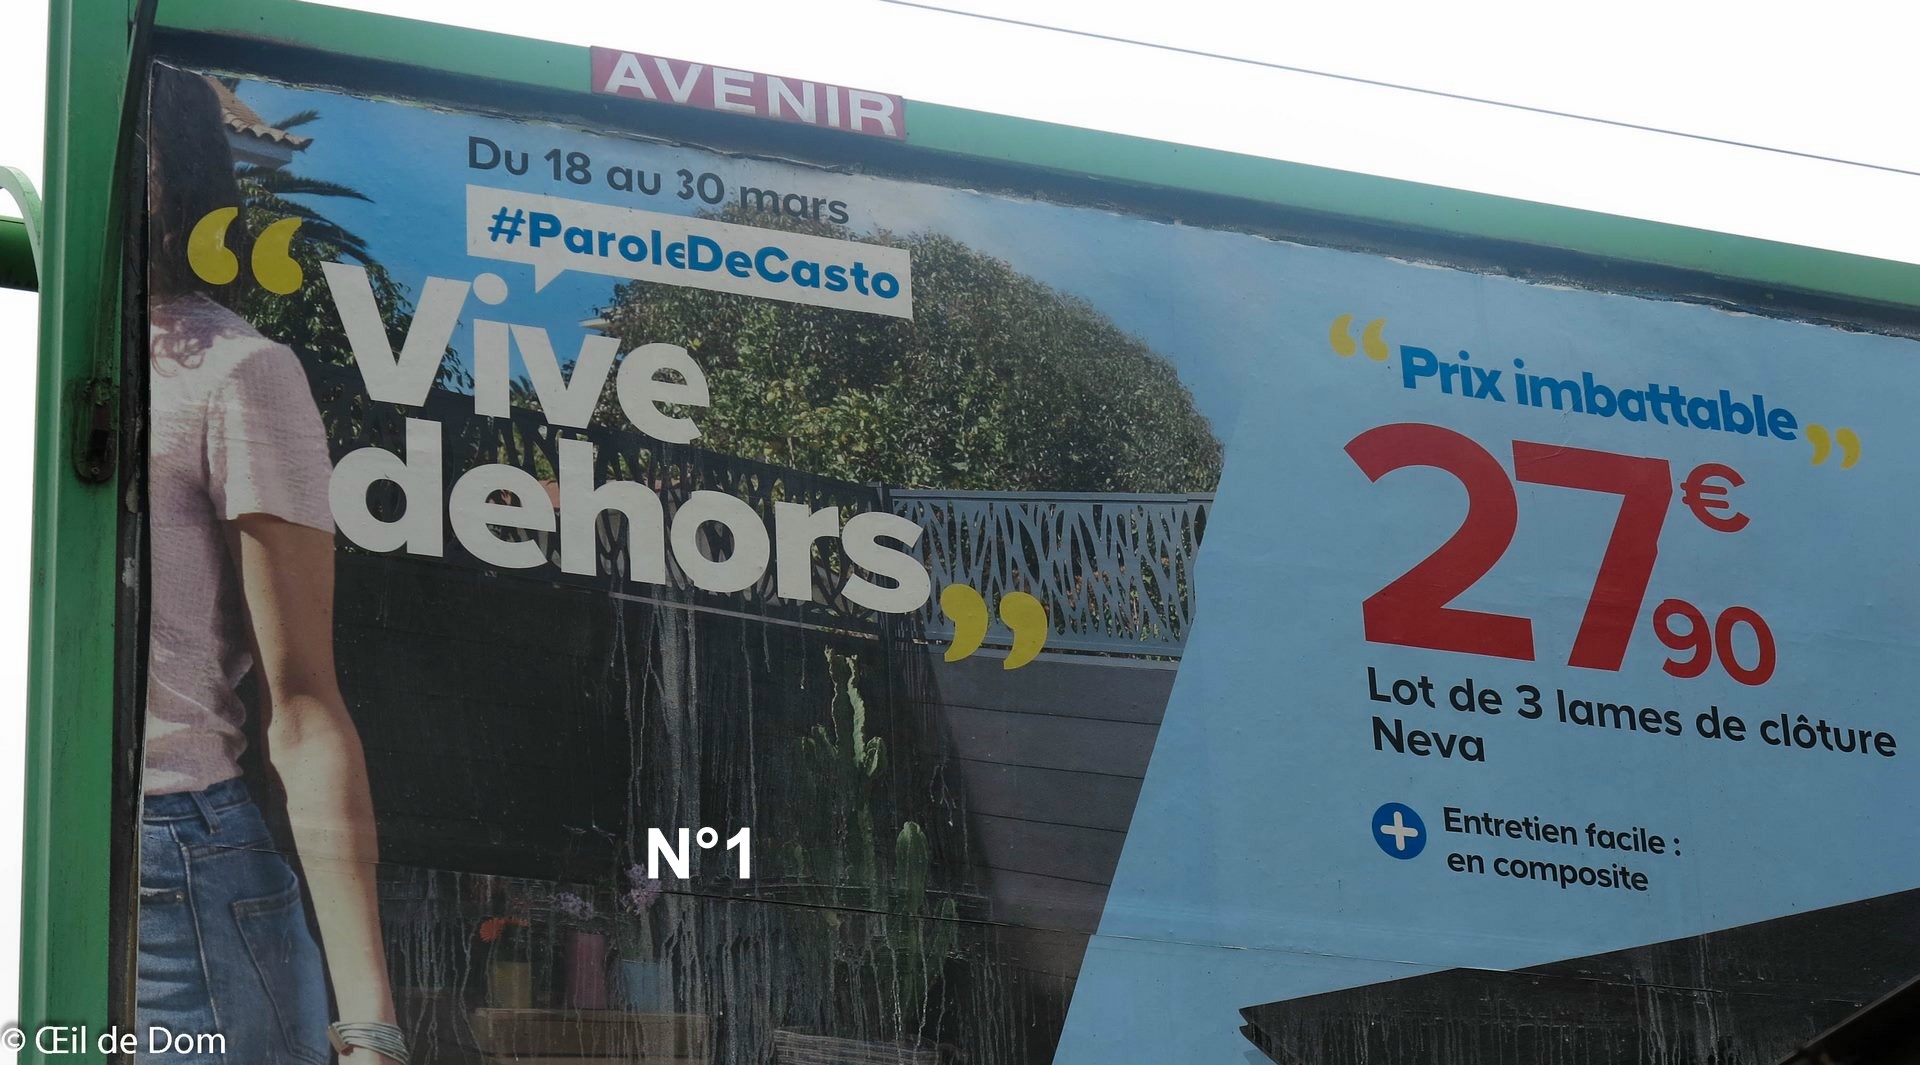 AVENIR
Du 18 au 30 mars
#ParoleDeCasto
“Vive
dehors”
“Prix imbattable”
27€90
Lot de 3 lames de clôture
Neva
+ Entretien facile :
en composite
N°1
© Œil de Dom